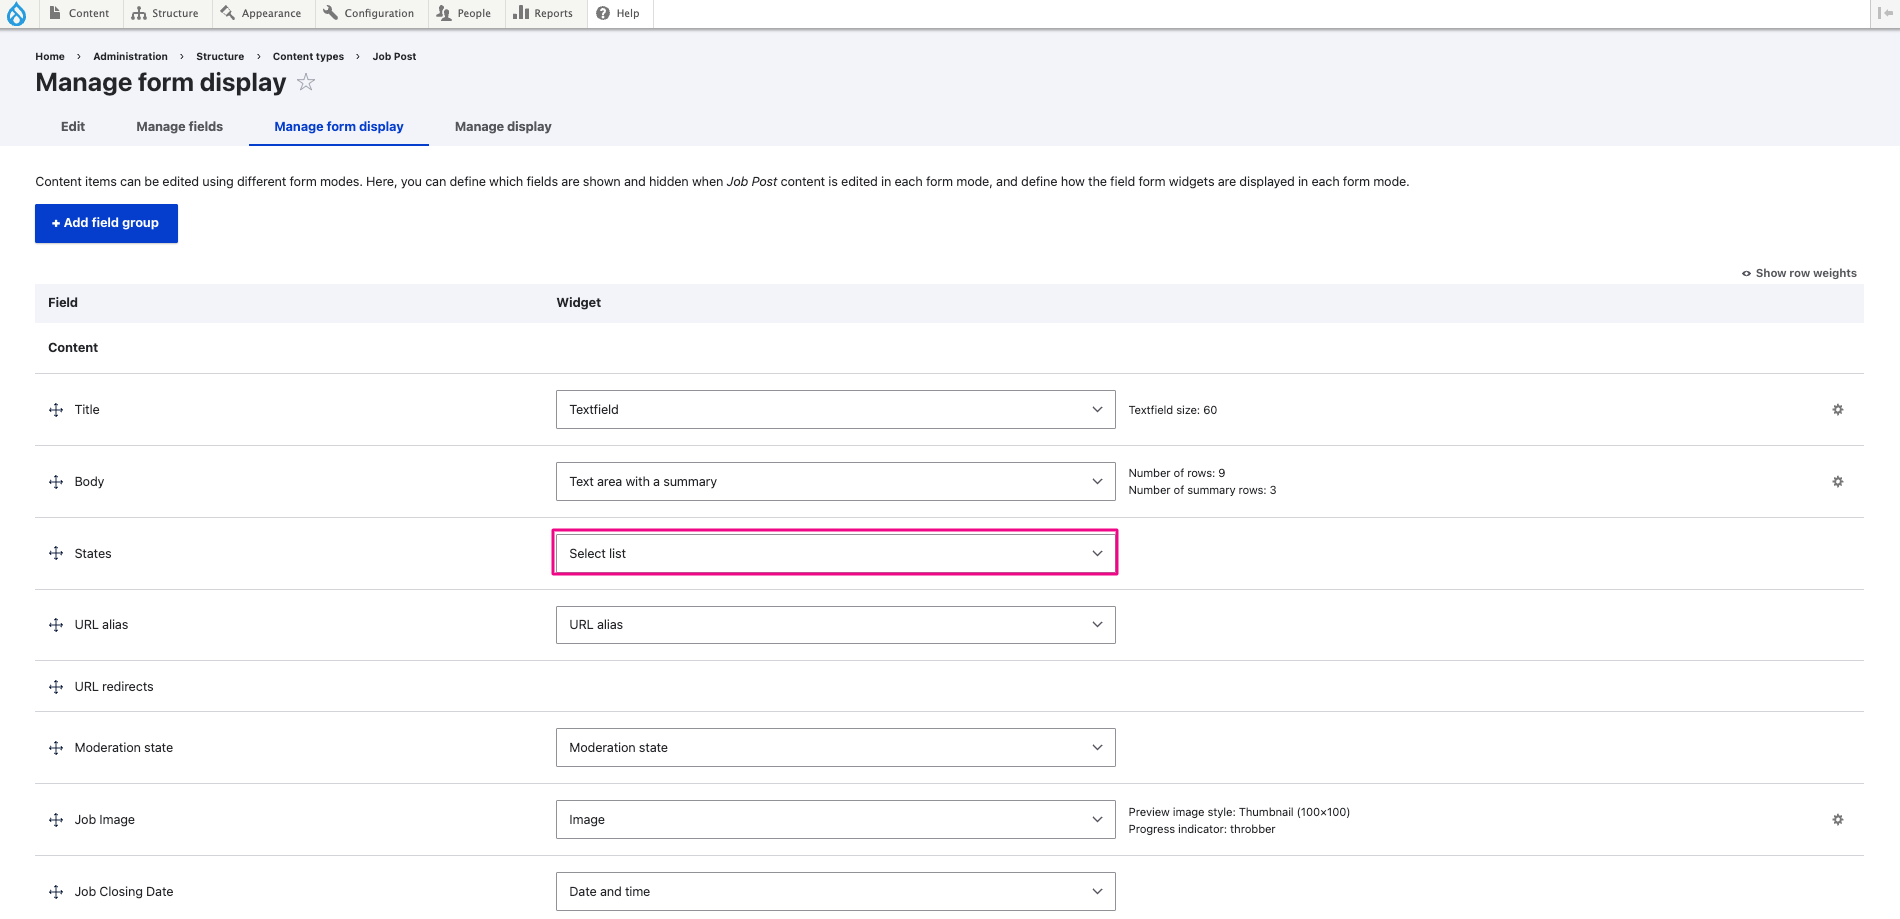 Content Structure Appearance Configuration People Reports Help
Home › Administration › Structure › Content types › Job Post
Manage form display
Edit Manage fields Manage form display Manage display
Content items can be edited using different form modes. Here, you can define which fields are shown and hidden when Job Post content is edited in each form mode, and define how the field form widgets are displayed in each form mode.
+ Add field group
Show row weights
Field Widget
Content
Title Textfield Textfield size: 60
Body Text area with a summary Number of rows: 9
Number of summary rows: 3
States Select list
URL alias URL alias
URL redirects
Moderation state Moderation state
Job Image Image Preview image style: Thumbnail (100×100)
Progress indicator: throbber
Job Closing Date Date and time